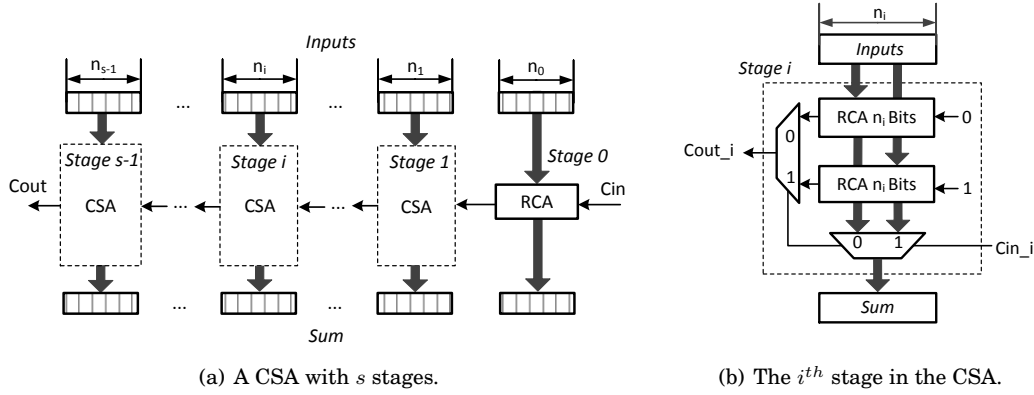 Inputs
n_{s-1} n_i n_1 n_0
... ...
Stage s-1 Stage i Stage 1 Stage 0
Cout CSA ... CSA ... CSA RCA Cin
... ...
Sum
(a) A CSA with s stages.
n_i
Inputs
Stage i
RCA n_i Bits 0
0
Cout_i
RCA n_i Bits 1
1
0 1
Cin_i
Sum
(b) The i^{th} stage in the CSA.